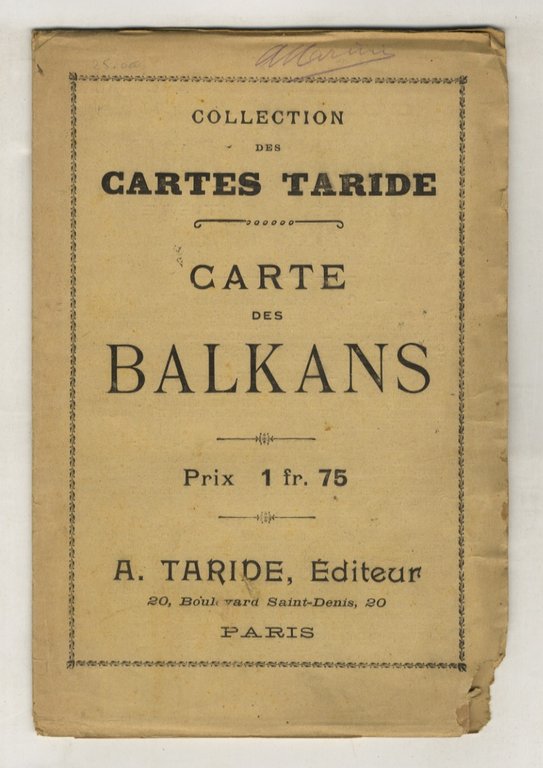 COLLECTION
DES
CARTES TARIDE
CARTE
DES
BALKANS
Prix 1 fr. 75
A. TARIDE, Éditeur
20, Boulevard Saint-Denis, 20
PARIS